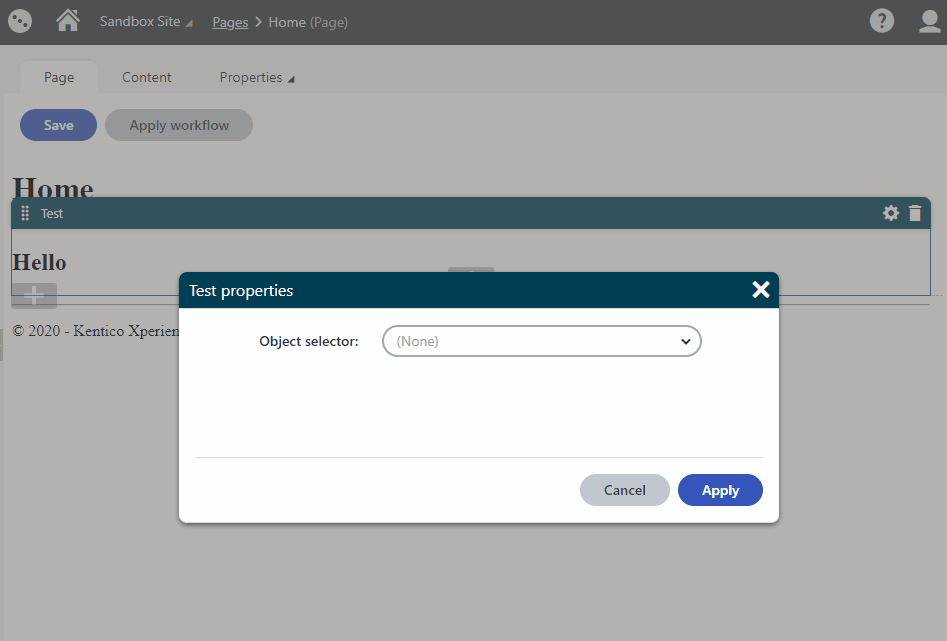 Sandbox Site Pages > Home (Page)
Page Content Properties
Save Apply workflow
Home
Test
Hello
Test properties
Object selector: (None)
© 2020 - Kentico
Cancel Apply